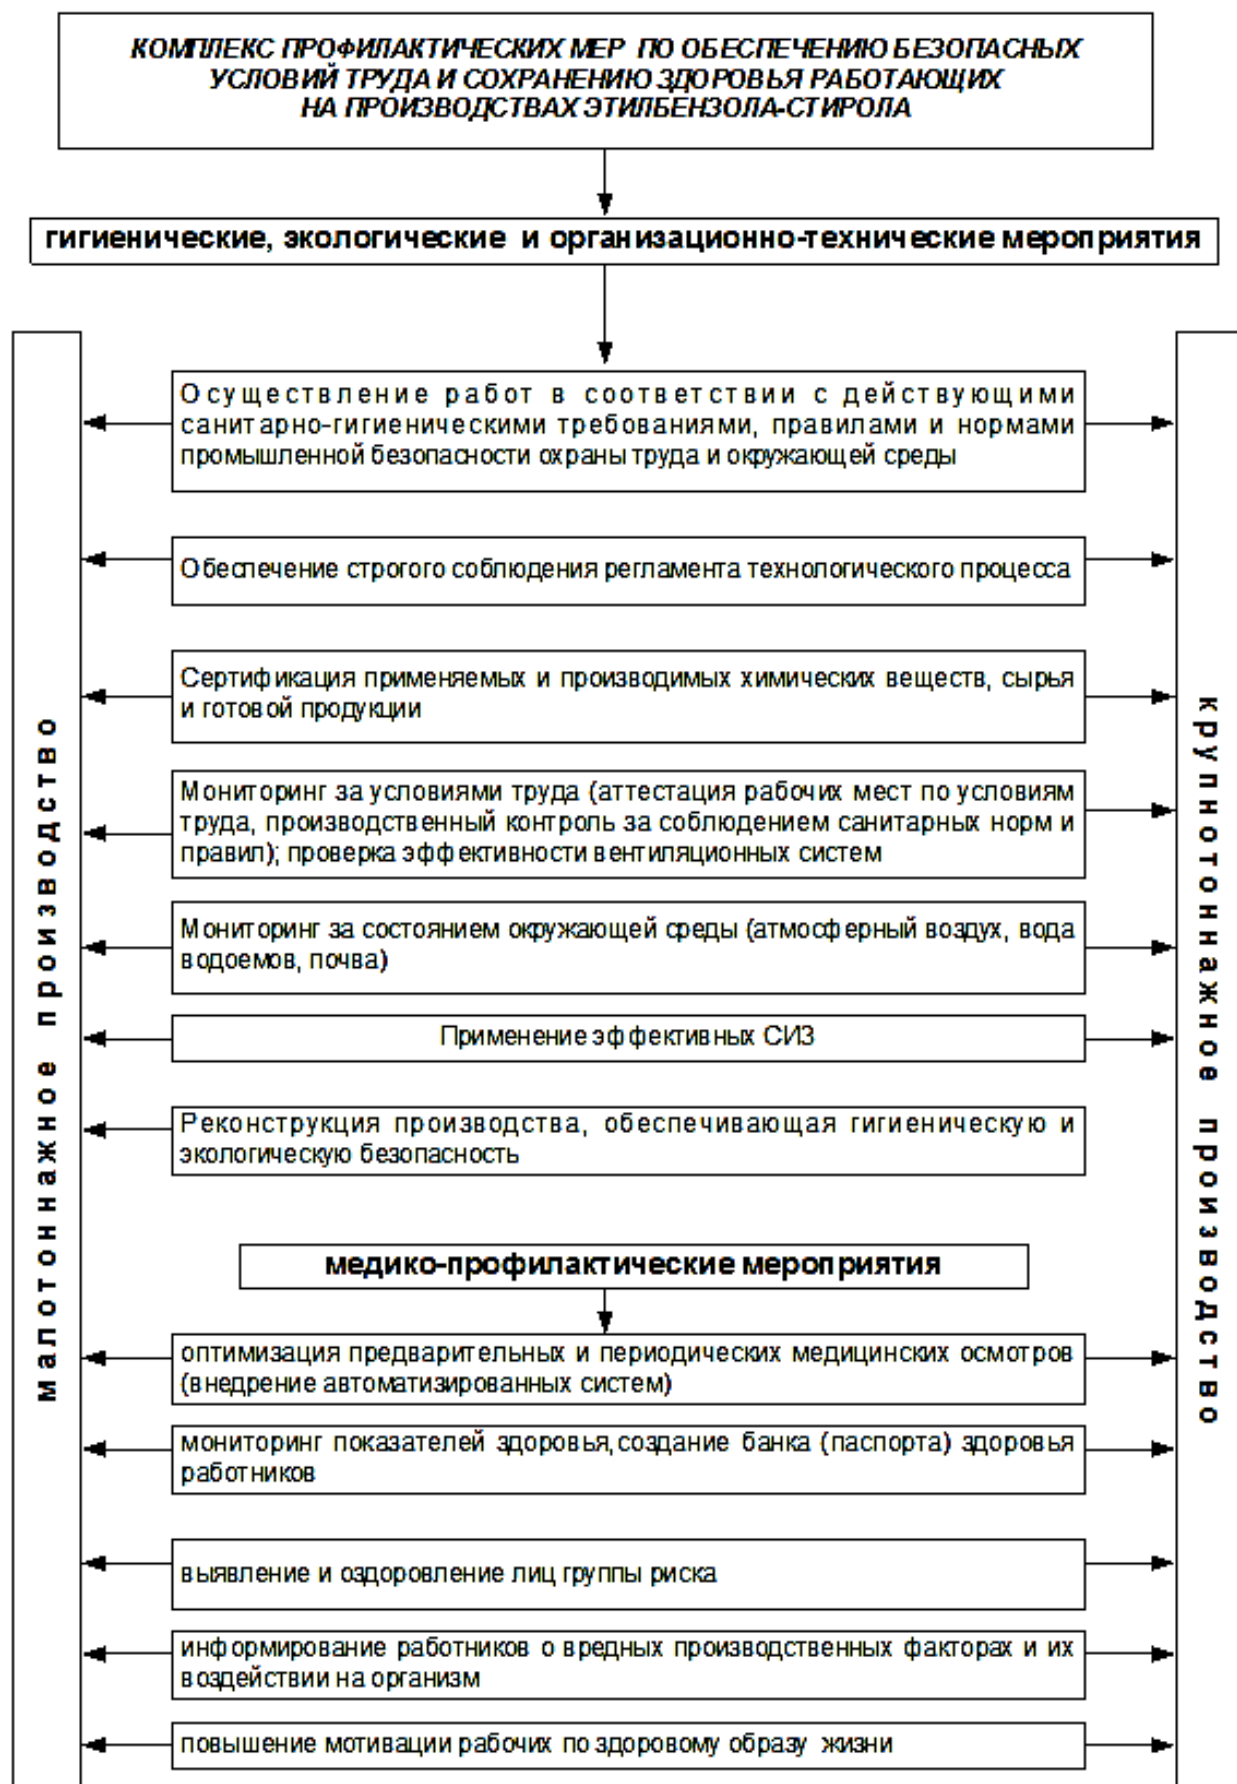 КОМПЛЕКС ПРОФИЛАКТИЧЕСКИХ МЕР ПО ОБЕСПЕЧЕНИЮ БЕЗОПАСНЫХ
УСЛОВИЙ ТРУДА И СОХРАНЕНИЮ ЗДОРОВЬЯ РАБОТАЮЩИХ
НА ПРОИЗВОДСТВАХ ЭТИЛБЕНЗОЛА-СТИРОЛА
гигиенические, экологические и организационно-технические мероприятия
малотоннажное производство
Осуществление работ в соответствии с действующими
санитарно-гигиеническими требованиями, правилами и нормами
промышленной безопасности охраны труда и окружающей среды
Обеспечение строгого соблюдения регламента технологического процесса
Сертификация применяемых и производимых химических веществ, сырья
и готовой продукции
Мониторинг за условиями труда (аттестация рабочих мест по условиям
труда, производственный контроль за соблюдением санитарных норм и
правил); проверка эффективности вентиляционных систем
Мониторинг за состоянием окружающей среды (атмосферный воздух, вода
водоемов, почва)
Применение эффективных СИЗ
Реконструкция производства, обеспечивающая гигиеническую и
экологическую безопасность
медико-профилактические мероприятия
оптимизация предварительных и периодических медицинских осмотров
(внедрение автоматизированных систем)
мониторинг показателей здоровья, создание банка (паспорта) здоровья
работников
выявление и оздоровление лиц группы риска
информирование работников о вредных производственных факторах и их
воздействии на организм
повышение мотивации рабочих по здоровому образу жизни
крупнотоннажное производство